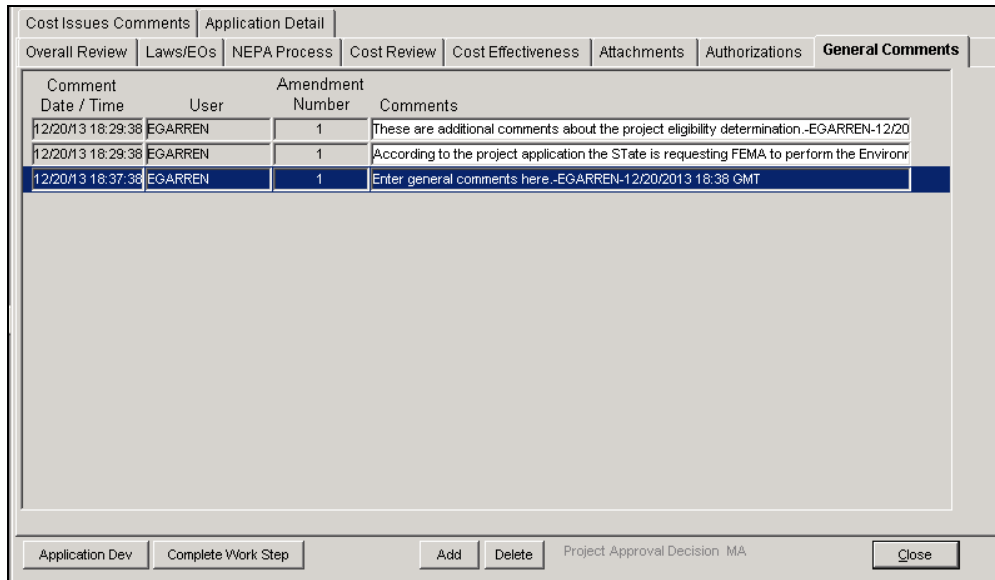 Cost Issues Comments Application Detail
Overall Review Laws/EOs NEPA Process Cost Review Cost Effectiveness Attachments Authorizations General Comments
Comment Amendment
Date / Time User Number Comments
12/20/13 18:29:38 EGARREN 1 These are additional comments about the project eligibility determination.-EGARREN-12/20
12/20/13 18:29:38 EGARREN 1 According to the project application the STate is requesting FEMA to perform the Environr
12/20/13 18:37:38 EGARREN 1 Enter general comments here.-EGARREN-12/20/2013 18:38 GMT
Application Dev Complete Work Step Add Delete Project Approval Decision MA Close